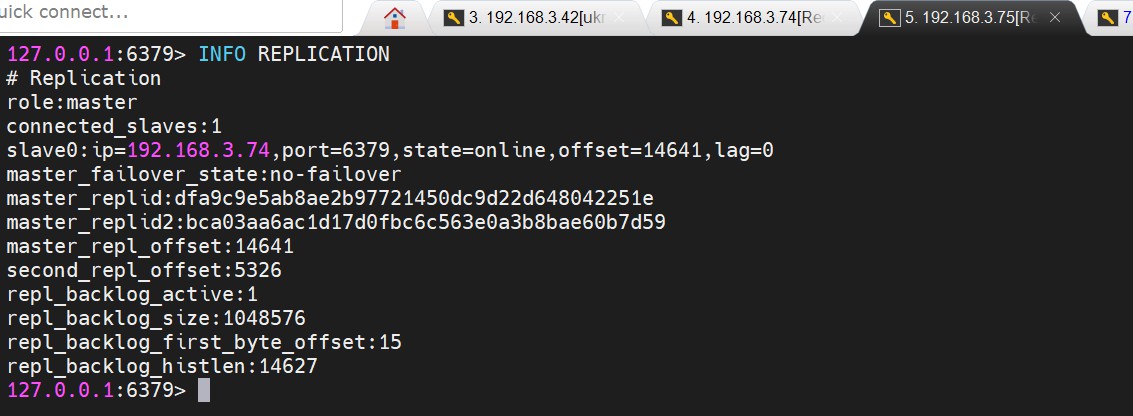 uick connect...
3. 192.168.3.42[ukr
4. 192.168.3.74[Re
5. 192.168.3.75[Re
7
127.0.0.1:6379> INFO REPLICATION
# Replication
role:master
connected_slaves:1
slave0:ip=192.168.3.74,port=6379,state=online,offset=14641,lag=0
master_failover_state:no-failover
master_replid:dfa9c9e5ab8ae2b97721450dc9d22d648042251e
master_replid2:bca03aa6ac1d17d0fbc6c563e0a3b8bae60b7d59
master_repl_offset:14641
second_repl_offset:5326
repl_backlog_active:1
repl_backlog_size:1048576
repl_backlog_first_byte_offset:15
repl_backlog_histlen:14627
127.0.0.1:6379>